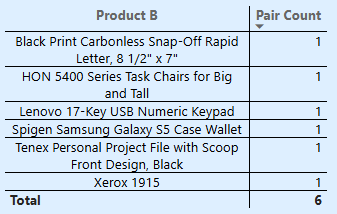 Product B Pair Count
Black Print Carbonless Snap-Off Rapid 1
Letter, 8 1/2" x 7"
HON 5400 Series Task Chairs for Big 1
and Tall
Lenovo 17-Key USB Numeric Keypad 1
Spigen Samsung Galaxy S5 Case Wallet 1
Tenex Personal Project File with Scoop 1
Front Design, Black
Xerox 1915 1
Total 6